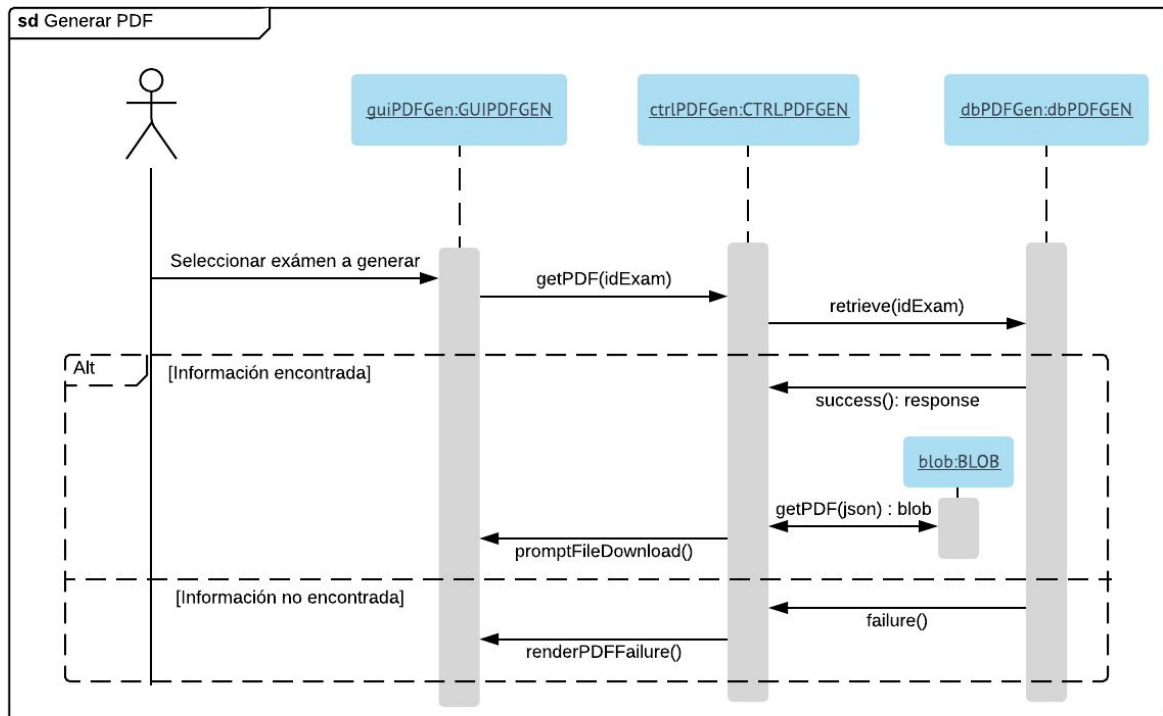 sd Generar PDF
guiPDFGen:GUIPDFGEN
ctrlPDFGen:CTRLPDFGEN
dbPDFGen:dbPDFGEN
Seleccionar exámen a generar
getPDF(idExam)
retrieve(idExam)
Alt
[Información encontrada]
success(): response
blob:BLOB
getPDF(json) : blob
promptFileDownload()
[Información no encontrada]
failure()
renderPDFFailure()